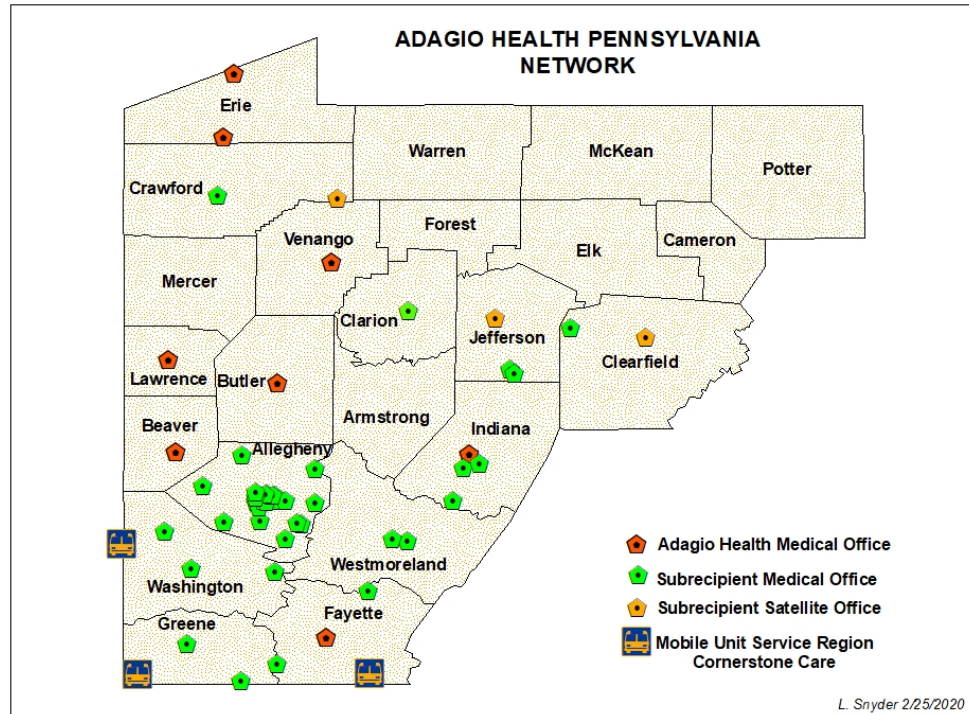 ADAGIO HEALTH PENNSYLVANIA
NETWORK
Erie
Warren
McKean
Potter
Crawford
Forest
Venango
Elk
Cameron
Mercer
Clarion
Jefferson
Clearfield
Lawrence
Butler
Armstrong
Beaver
Indiana
Allegheny
Westmoreland
Washington
Fayette
Greene
Adagio Health Medical Office
Subrecipient Medical Office
Subrecipient Satellite Office
Mobile Unit Service Region
Cornerstone Care
L. Snyder 2/25/2020